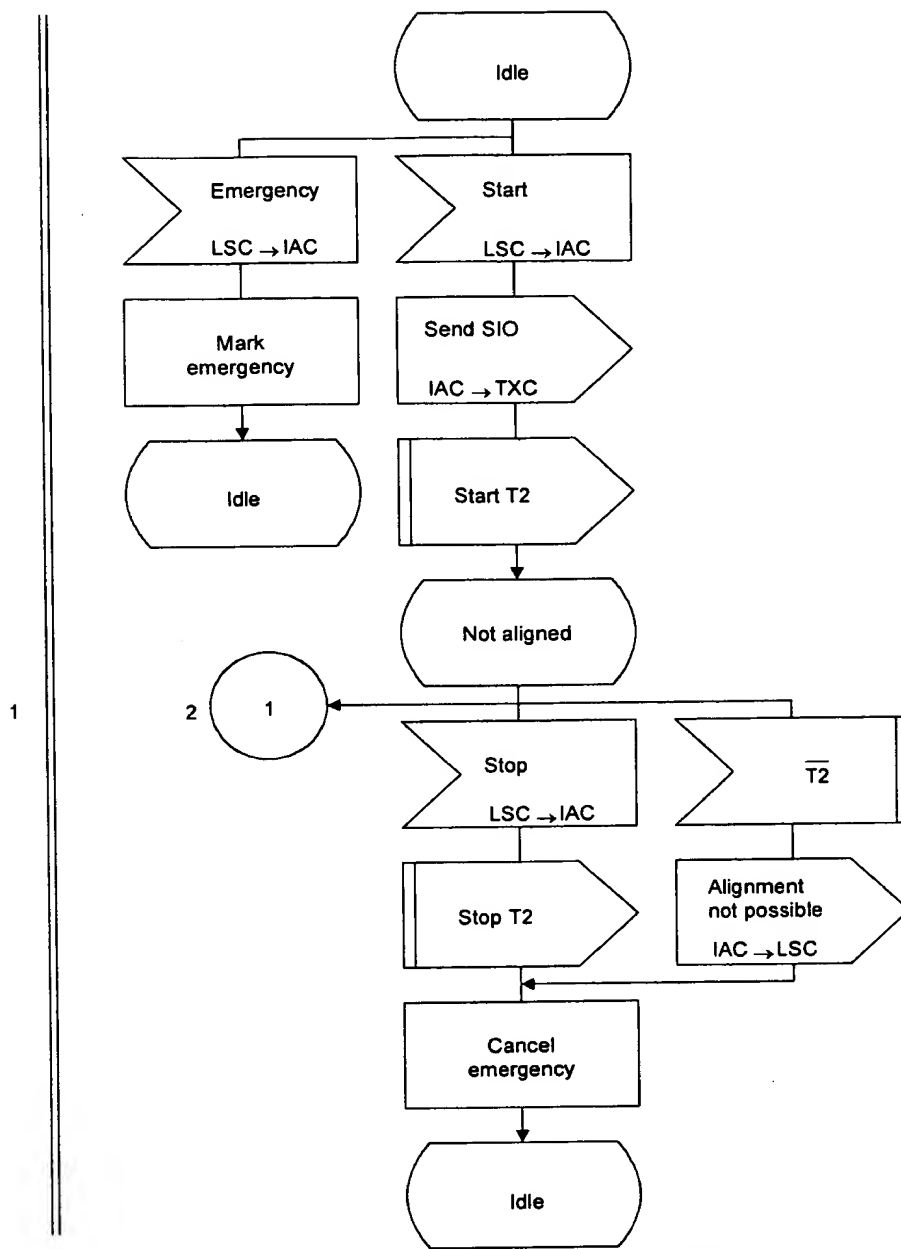 Idle
Emergency
LSC → IAC
Start
LSC → IAC
Mark
emergency
Send SIO
IAC → TXC
Idle
Start T2
Not aligned
1
2
1
Stop
LSC → IAC
T2̅
Stop T2
Alignment
not possible
IAC → LSC
Cancel
emergency
Idle